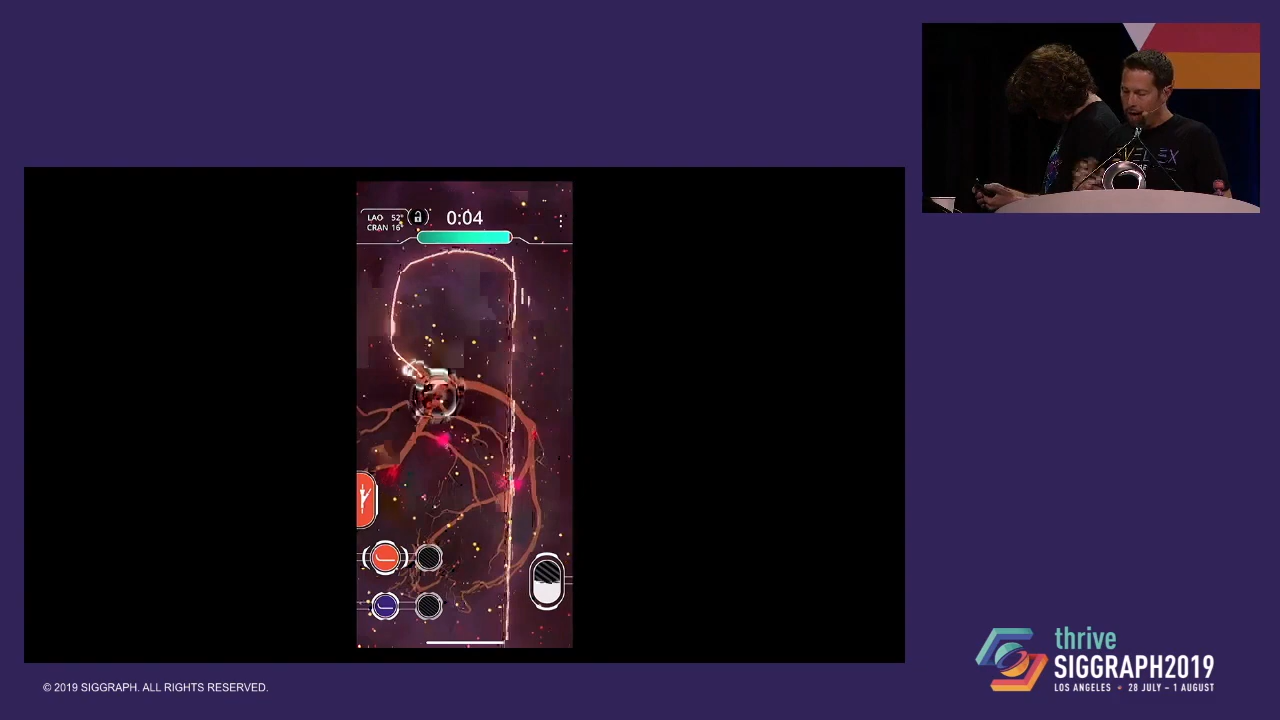 LAO 52°
CRAN 16°
0:04
© 2019 SIGGRAPH. ALL RIGHTS RESERVED.
thrive
SIGGRAPH2019
LOS ANGELES • 28 JULY – 1 AUGUST